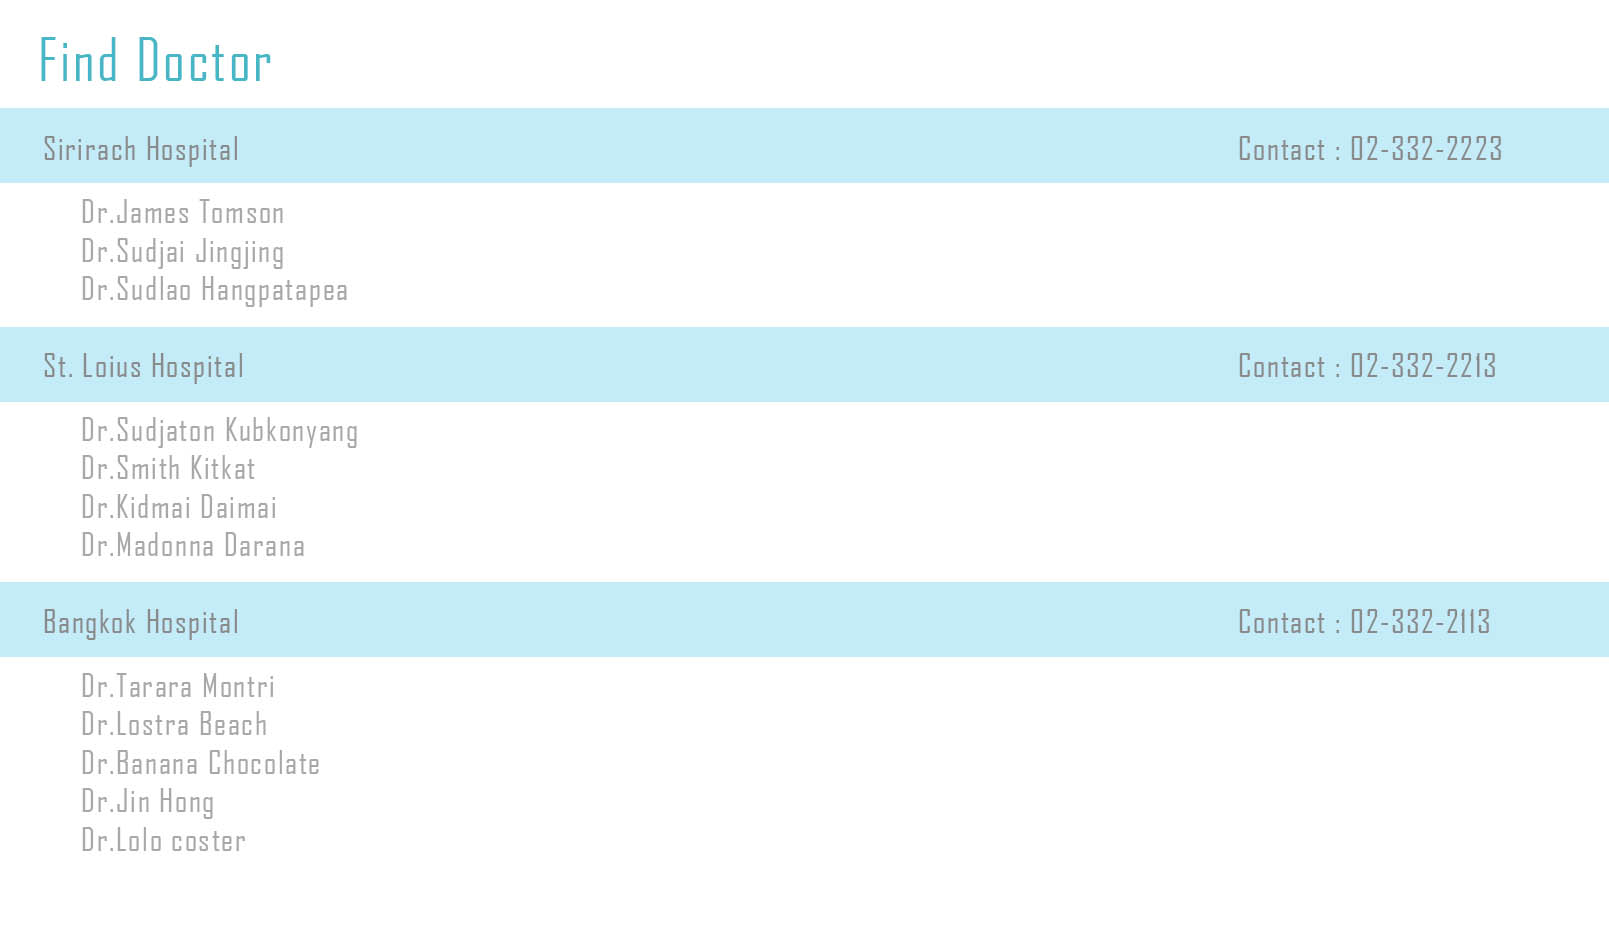 Find Doctor
Sirirach Hospital Contact : 02-332-2223
Dr.James Tomson
Dr.Sudjai Jingjing
Dr.Sudlao Hangpatapea
St. Loius Hospital Contact : 02-332-2213
Dr.Sudjaton Kubkonyang
Dr.Smith Kitkat
Dr.Kidmai Daimai
Dr.Madonna Darana
Bangkok Hospital Contact : 02-332-2113
Dr.Tarara Montri
Dr.Lostra Beach
Dr.Banana Chocolate
Dr.Jin Hong
Dr.Lolo coster